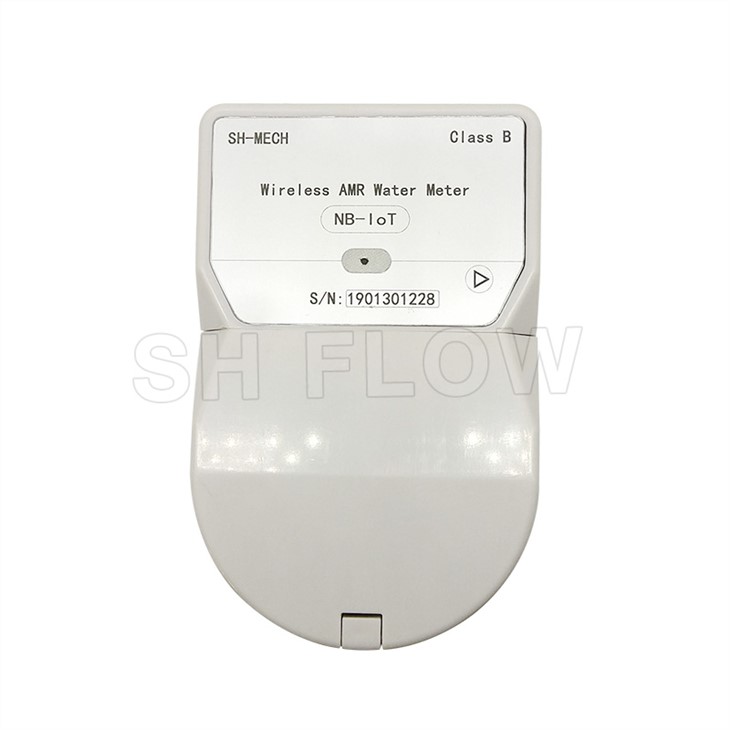 SH-MECH
Class B
Wireless AMR Water Meter
NB-IoT
S/N: 1901301228
SH FLOW